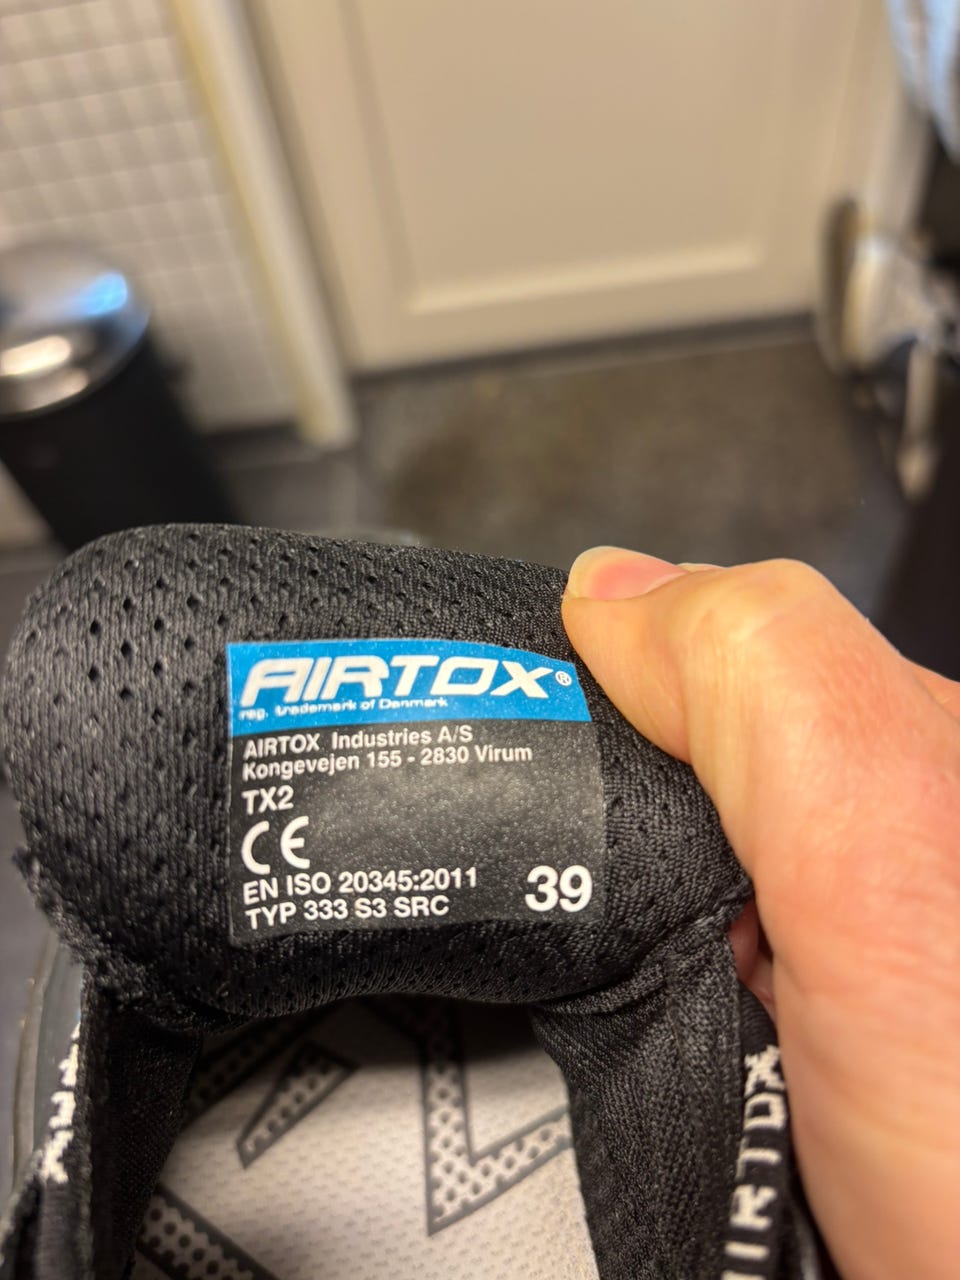 AIRTOX®
reg. trademark of Danmark
AIRTOX Industries A/S
Kongevejen 155 - 2830 Virum
TX2
CE
EN ISO 20345:2011
TYP 333 S3 SRC
39
AIRTOX